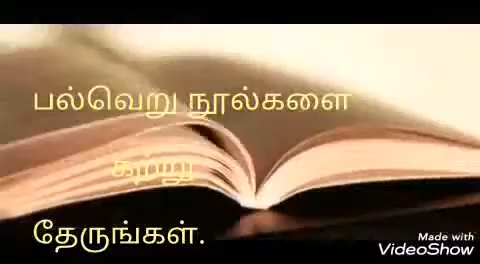 பல்வெறு நூல்களை
கற்று
தேருங்கள்.
Made with
VideoShow